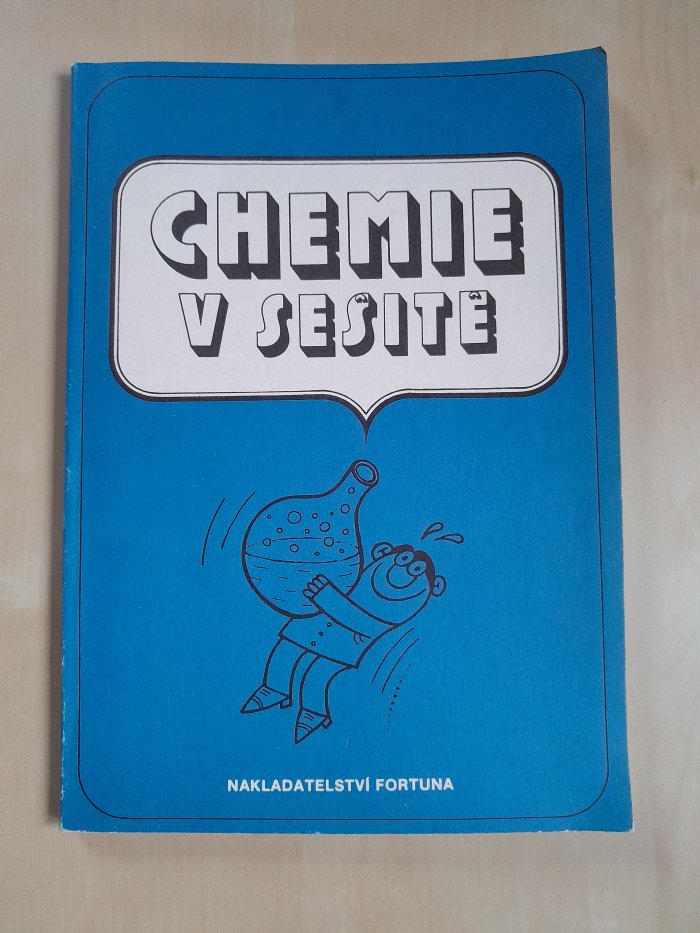 CHEMIE
V SEŠITĚ
NAKLADATELSTVÍ FORTUNA